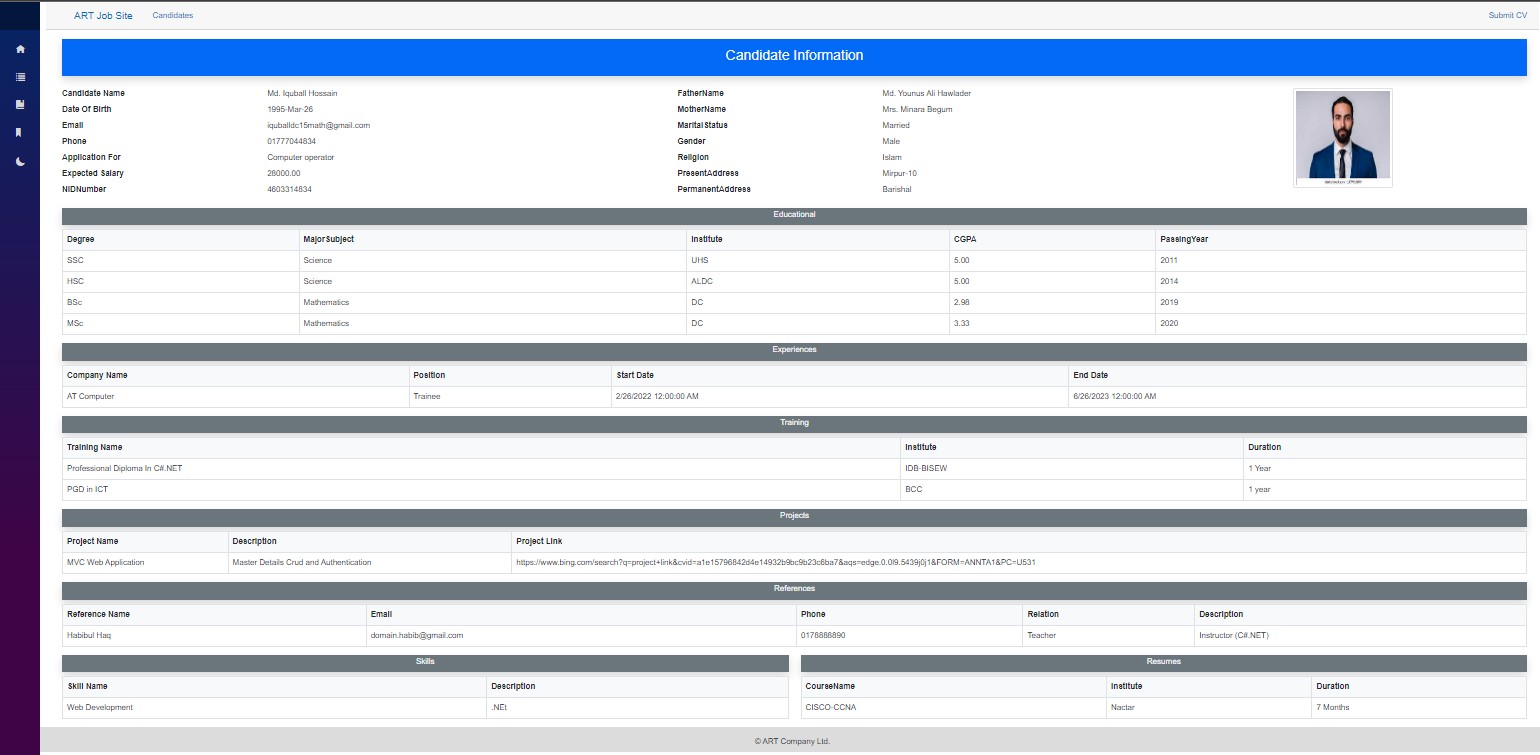 ART Job Site Candidates Submit CV
Candidate Information
Candidate Name Md. Iquball Hossain FatherName Md. Younus Ali Hawlader
Date Of Birth 1995-Mar-26 MotherName Mrs. Minara Begum
Email iquballdc15math@gmail.com MaritalStatus Married
Phone 01777044834 Gender Male
Application For Computer operator Religion Islam
Expected Salary 28000.00 PresentAddress Mirpur-10
NIDNumber 4603314834 PermanentAddress Barishal
Educational
Degree MajorSubject Institute CGPA PassingYear
SSC Science UHS 5.00 2011
HSC Science ALDC 5.00 2014
BSc Mathematics DC 2.98 2019
MSc Mathematics DC 3.33 2020
Experiences
Company Name Position Start Date End Date
AT Computer Trainee 2/26/2022 12:00:00 AM 6/26/2023 12:00:00 AM
Training
Training Name Institute Duration
Professional Diploma In C#.NET IDB-BISEW 1 Year
PGD in ICT BCC 1 year
Projects
Project Name Description Project Link
MVC Web Application Master Details Crud and Authentication https://www.bing.com/search?q=project+link&cvid=a1e15796842d4e14932b9bc9b23c6ba7&aqs=edge.0.0l9.5439j0j1&FORM=ANNTA1&PC=U531
References
Reference Name Email Phone Relation Description
Habibul Haq domain.habib@gmail.com 0178888890 Teacher Instructor (C#.NET)
Skills Resumes
Skill Name Description CourseName Institute Duration
Web Development .NEt CISCO-CCNA Nactar 7 Months
© ART Company Ltd.